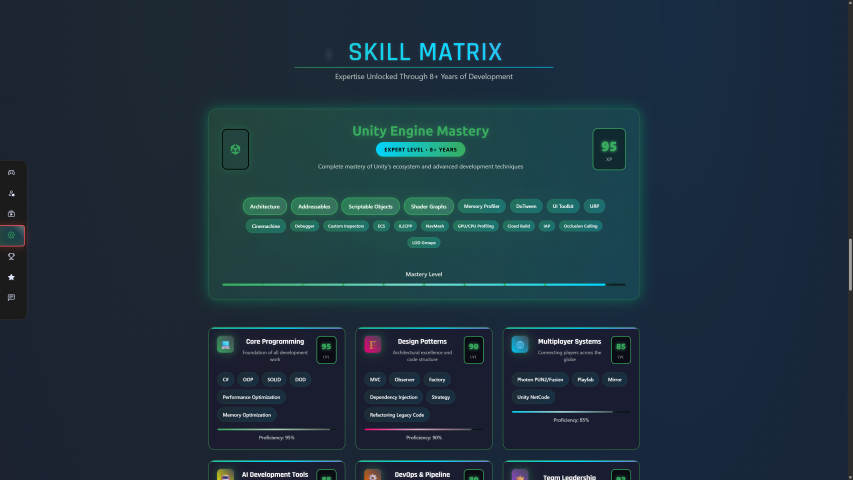 SKILL MATRIX
Expertise Unlocked Through 8+ Years of Development
Unity Engine Mastery
EXPERT LEVEL • 8+ YEARS
Complete mastery of Unity's ecosystem and advanced development techniques
95
XP
Architecture Addressables Scriptable Objects Shader Graphs Memory Profiler DoTween UI Toolkit URP
Cinemachine Debugger Custom Inspectors ECS IL2CPP NavMesh GPU/CPU Profiling Cloud Build IAP Occlusion Culling
LOD Groups
Mastery Level
Core Programming
Foundation of all development
work
95
LVL
C# OOP SOLID DOD
Performance Optimization
Memory Optimization
Proficiency: 95%
Design Patterns
Architectural excellence and
code structure
90
LVL
MVC Observer Factory
Dependency Injection Strategy
Refactoring Legacy Code
Proficiency: 90%
Multiplayer Systems
Connecting players across the
globe
85
LVL
Photon PUN2/Fusion Playfab Mirror
Unity NetCode
Proficiency: 85%
AI Development Tools
DevOps & Pipeline
Team Leadership